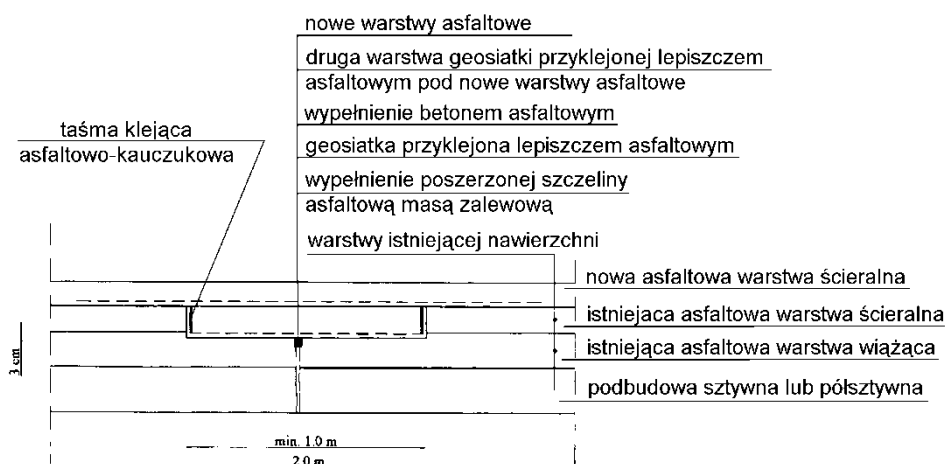 nowe warstwy asfaltowe
druga warstwa geosiatki przyklejonej lepiszczem
asfaltowym pod nowe warstwy asfaltowe
wypełnienie betonem asfaltowym
geosiatka przyklejona lepiszczem asfaltowym
wypełnienie poszerzonej szczeliny
asfaltową masą zalewową
warstwy istniejącej nawierzchni
taśma klejąca
asfaltowo-kauczukowa
nowa asfaltowa warstwa ścieralna
istniejaca asfaltowa warstwa ścieralna
istniejąca asfaltowa warstwa wiążąca
podbudowa sztywna lub półsztywna
3 cm
min. 1.0 m
2.0 m